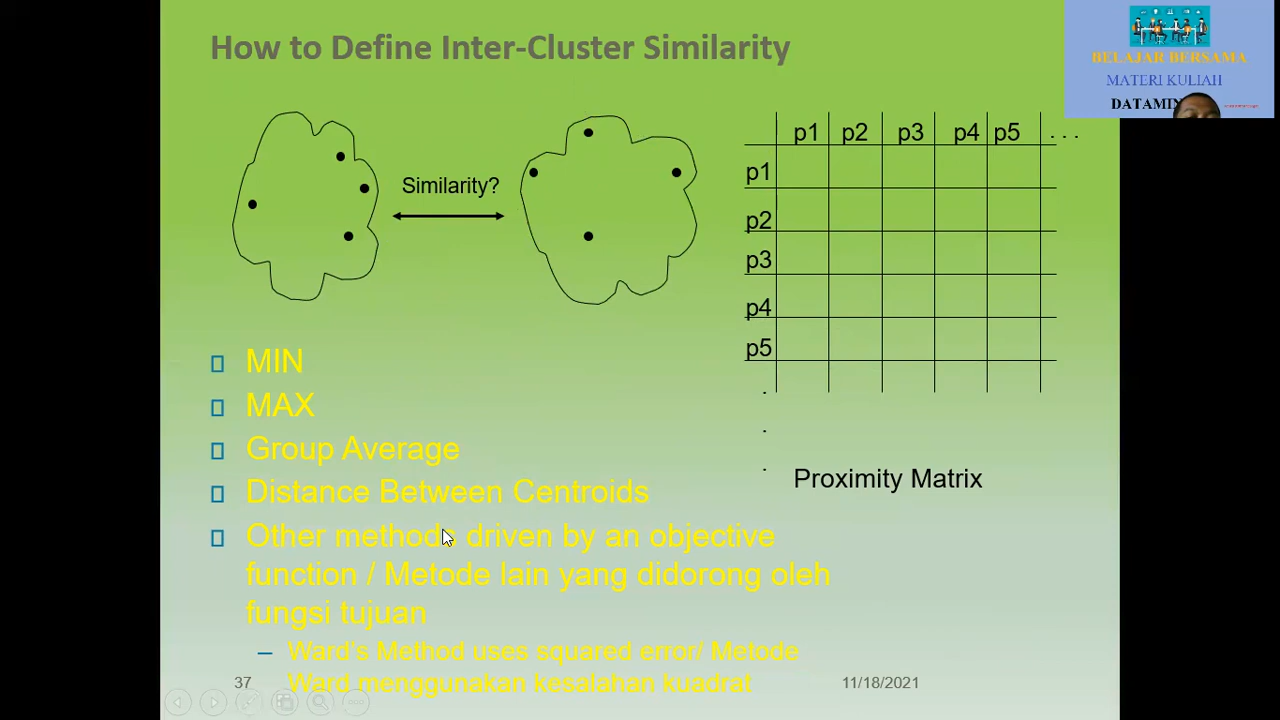 How to Define Inter-Cluster Similarity
BELAJAR BERSAMA
MATERI KULIAH
Similarity?
p1 p2 p3 p4 p5 . . .
p1
p2
p3
p4
p5
.
.
.
Proximity Matrix
MIN
MAX
Group Average
Distance Between Centroids
Other methods driven by an objective
function / Metode lain yang didorong oleh
fungsi tujuan
– Ward's Method uses squared error/ Metode
Ward menggunakan kesalahan kuadrat
37
11/18/2021